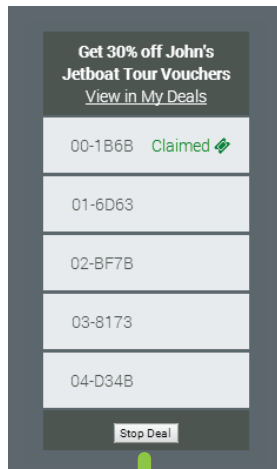 Get 30% off John's
Jetboat Tour Vouchers
View in My Deals
00-1B6B Claimed
01-6D63
02-BF7B
03-8173
04-D34B
Stop Deal